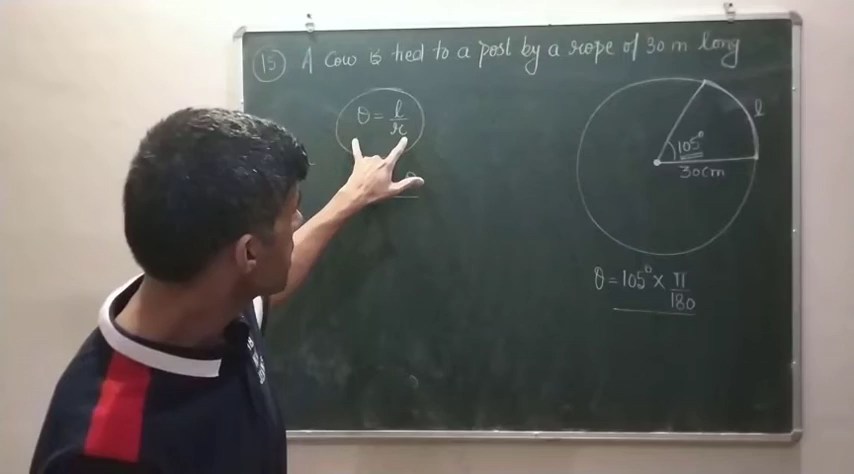 15 A cow is tied to a post by a rope of 30 m long
θ = l/r
l
105°
30cm
θ = 105° × π/180